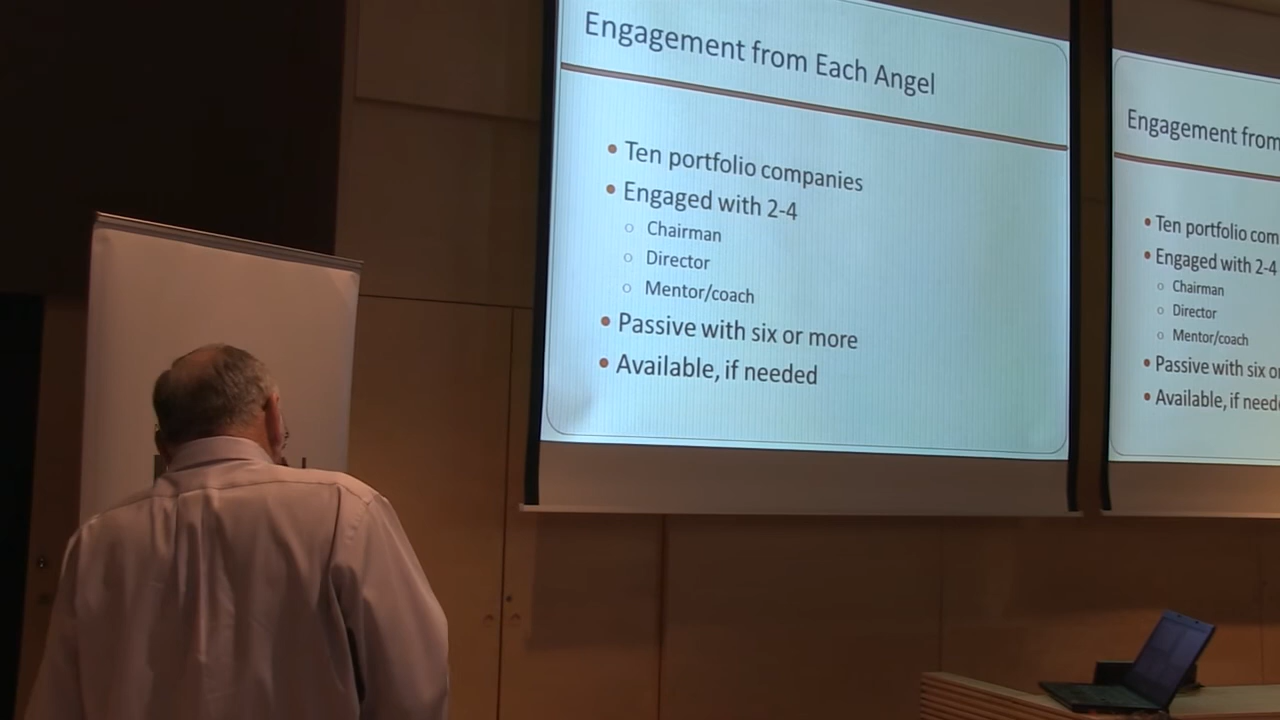 Engagement from Each Angel
• Ten portfolio companies
• Engaged with 2-4
o Chairman
o Director
o Mentor/coach
• Passive with six or more
• Available, if needed
Engagement from
• Ten portfolio com
• Engaged with 2-4
o Chairman
o Director
o Mentor/coach
• Passive with six o
• Available, if need